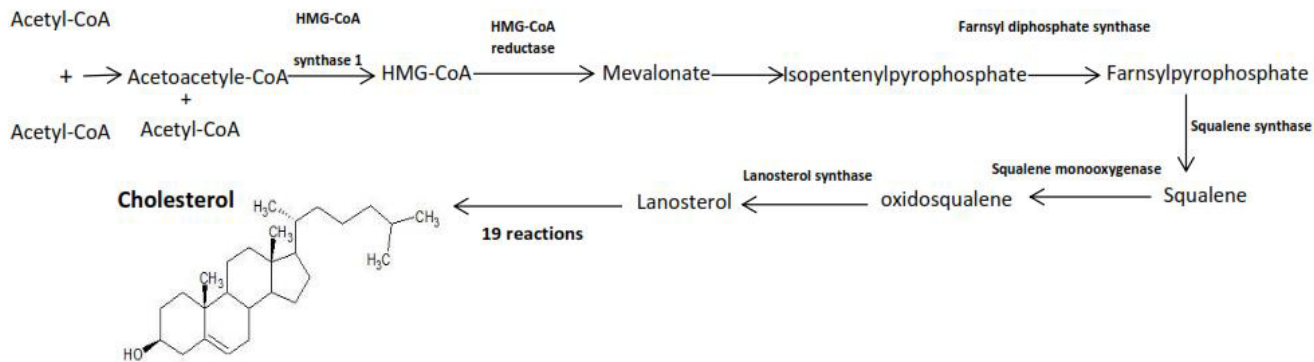 Acetyl-CoA
+
Acetyl-CoA
Acetoacetyle-CoA
+
Acetyl-CoA
HMG-CoA
synthase 1
HMG-CoA
HMG-CoA
reductase
Mevalonate
Isopentenylpyrophosphate
Farnsyl diphosphate synthase
Farnsylpyrophosphate
Squalene synthase
Squalene
Squalene monooxygenase
oxidosqualene
Lanosterol synthase
Lanosterol
19 reactions
Cholesterol
H₃C
CH₃
CH₃
H₃C
CH₃
HO